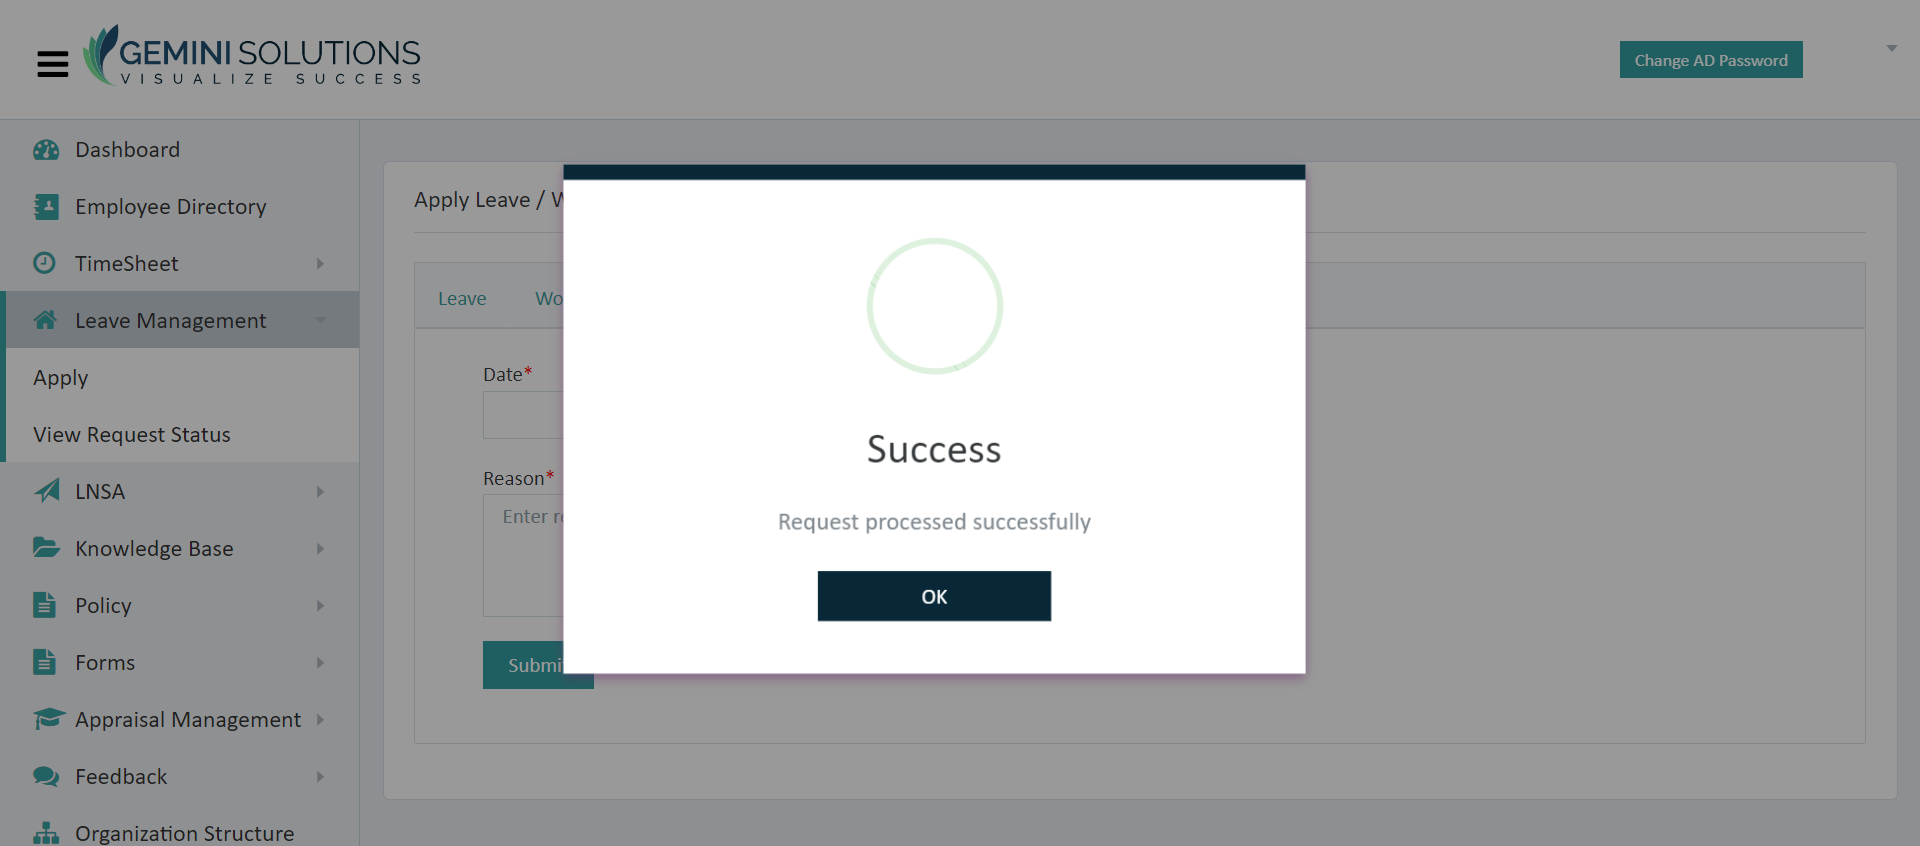 GEMINI SOLUTIONS
VISUALIZE SUCCESS
Change AD Password
Dashboard
Employee Directory
TimeSheet
Leave Management
Apply
View Request Status
LNSA
Knowledge Base
Policy
Forms
Appraisal Management
Feedback
Organization Structure
Apply Leave /
Leave
Date*
Reason*
Enter
Submit
Success
Request processed successfully
OK